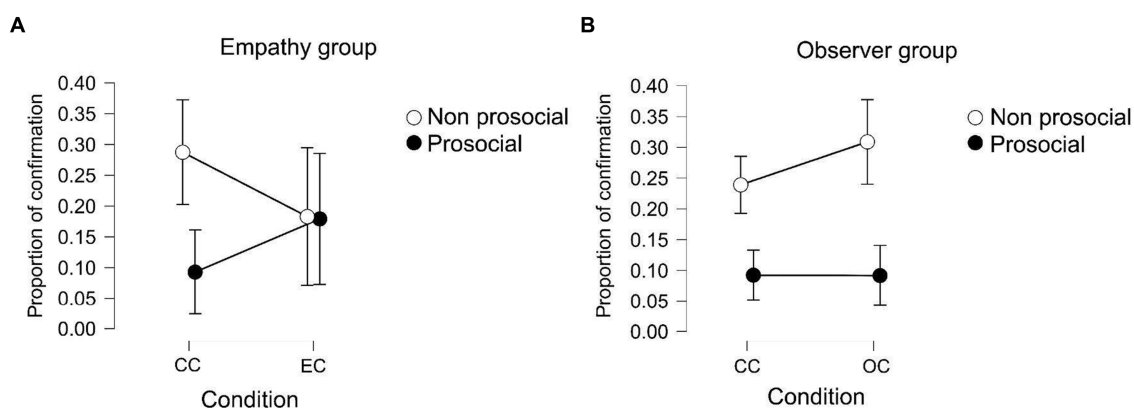 A
Empathy group
Proportion of confirmation
0.40
0.35
0.30
0.25
0.20
0.15
0.10
0.05
0.00
CC
EC
Condition
Non prosocial
Prosocial
B
Observer group
Proportion of confirmation
0.40
0.35
0.30
0.25
0.20
0.15
0.10
0.05
0.00
CC
OC
Condition
Non prosocial
Prosocial